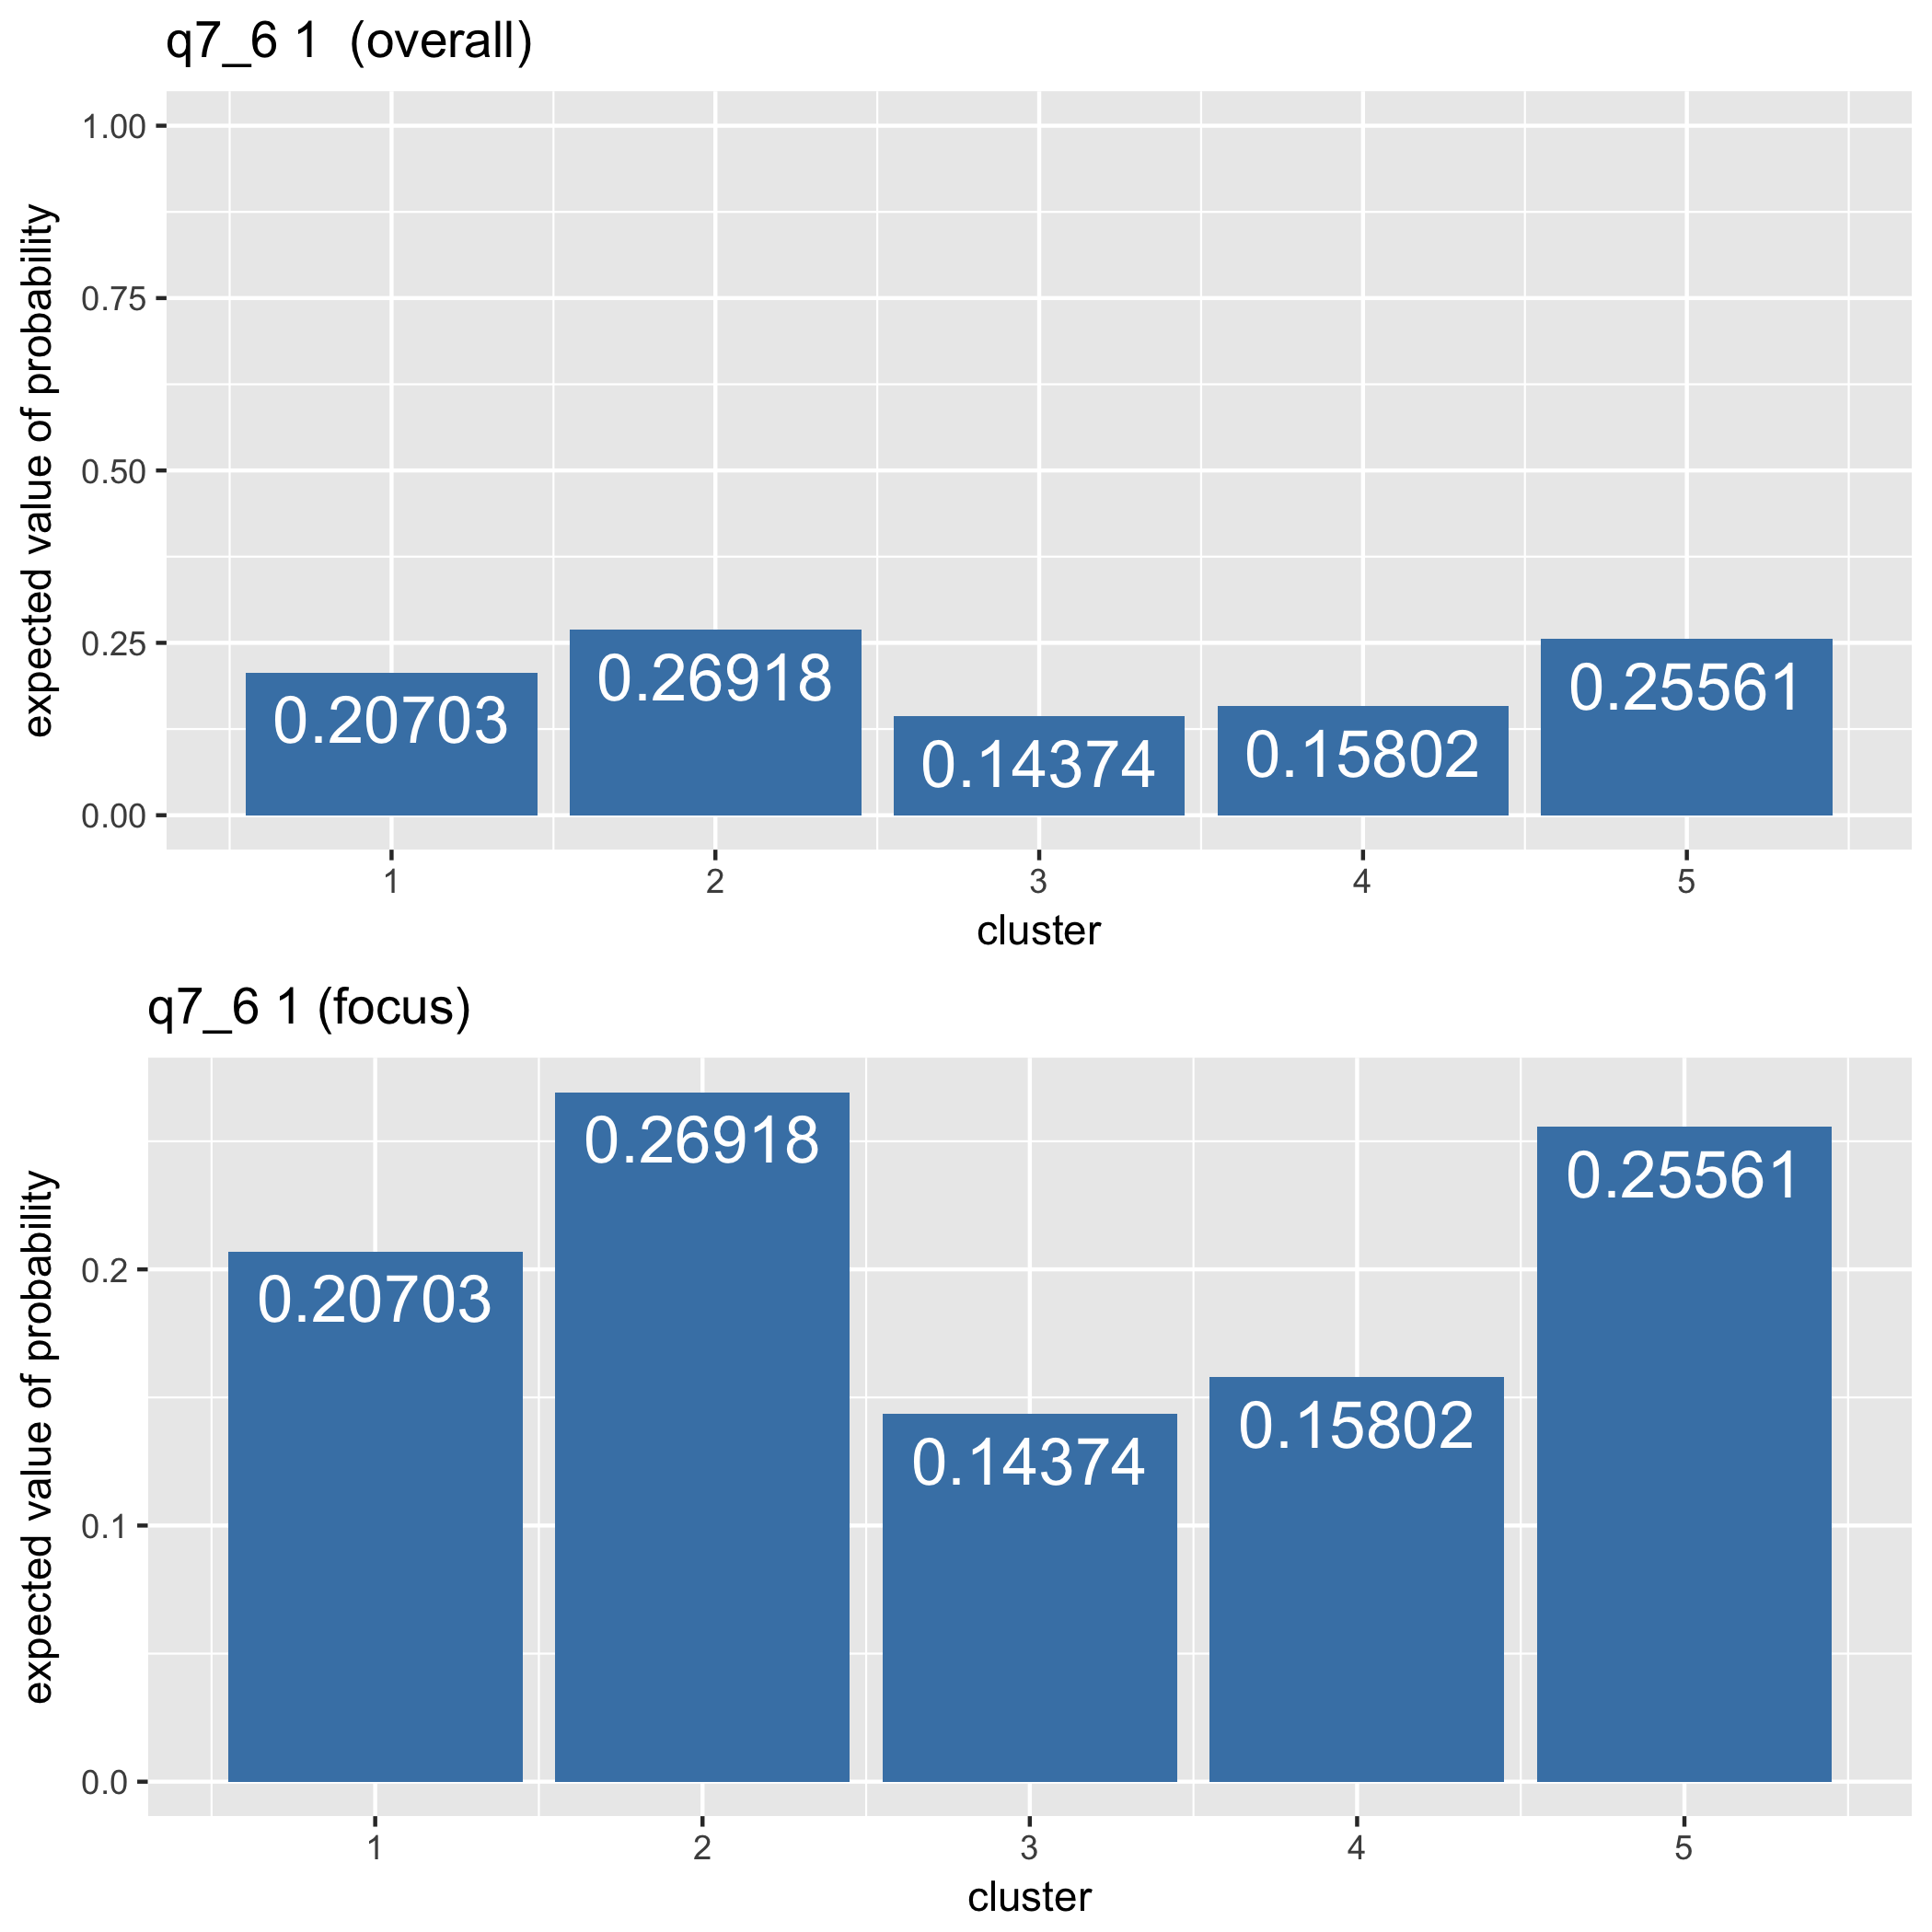 q7_6 1  (overall)
expected value of probability
1.00
0.75
0.50
0.25
0.00
0.20703
0.26918
0.14374
0.15802
0.25561
1 2 3 4 5
cluster
q7_6 1 (focus)
expected value of probability
0.2
0.1
0.0
0.20703
0.26918
0.14374
0.15802
0.25561
1 2 3 4 5
cluster